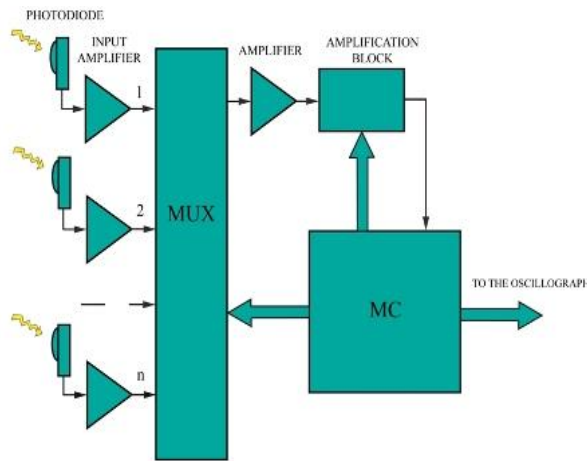 PHOTODIODE
INPUT
AMPLIFIER
1
AMPLIFIER
AMPLIFICATION
BLOCK
2
MUX
MC
TO THE OSCILLOGRAPH
n